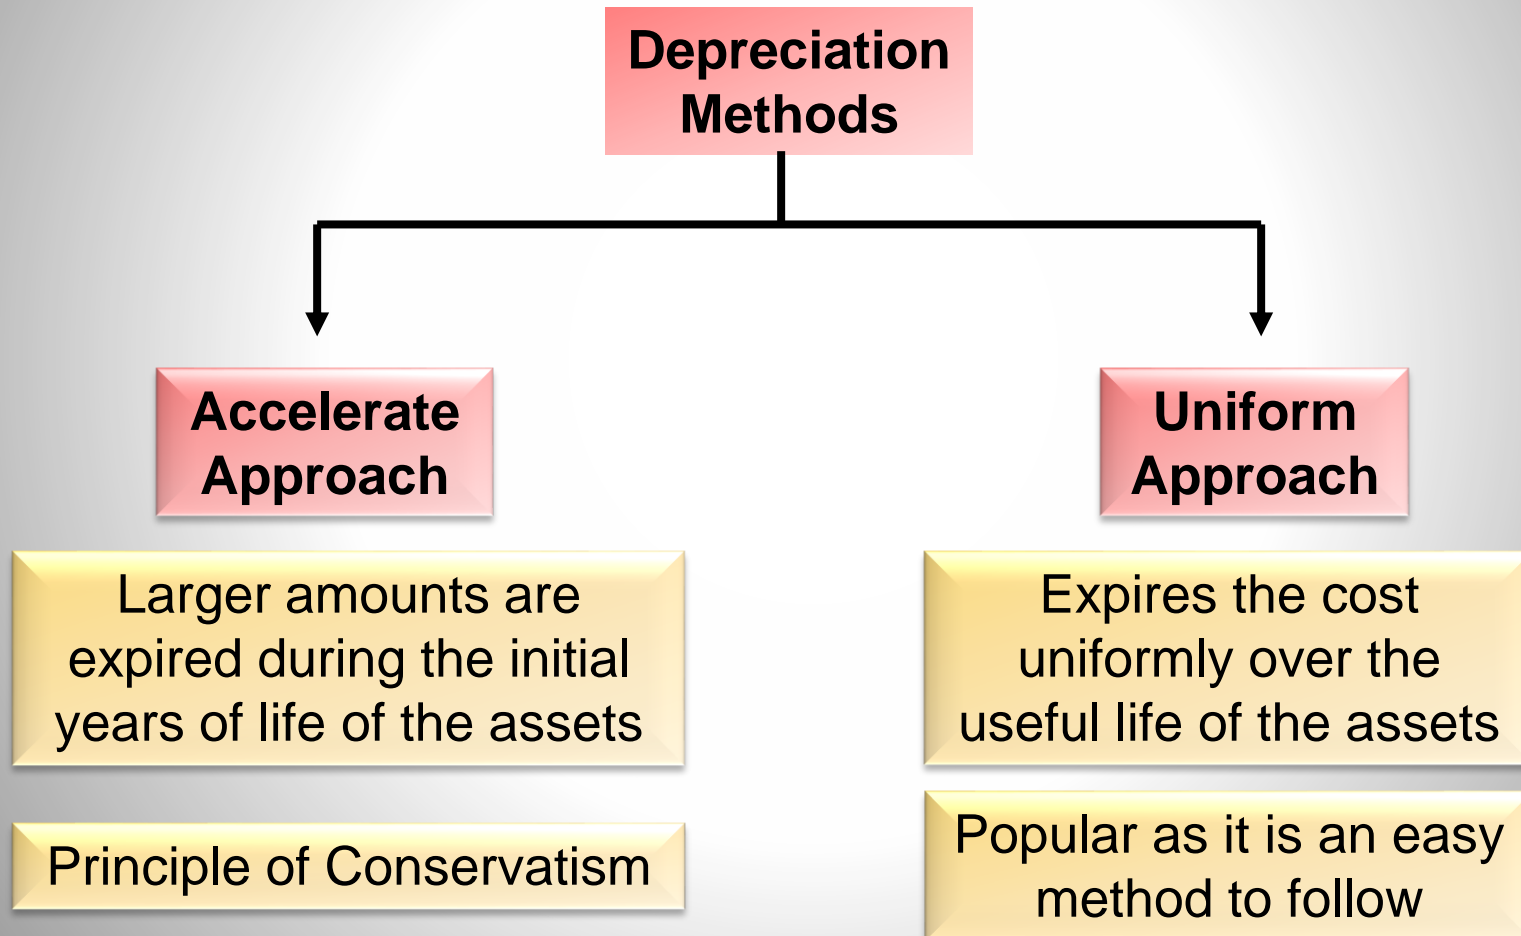 Depreciation
Methods
Accelerate
Approach
Larger amounts are
expired during the initial
years of life of the assets
Principle of Conservatism
Uniform
Approach
Expires the cost
uniformly over the
useful life of the assets
Popular as it is an easy
method to follow